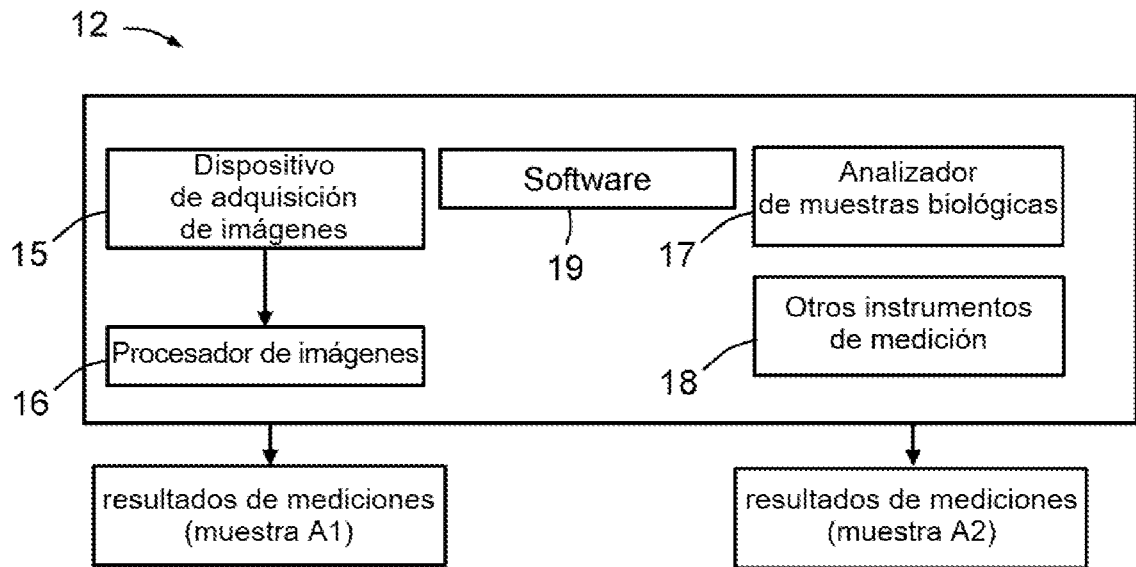 12
Dispositivo
de adquisición
de imágenes
15
Software
19
Analizador
de muestras biológicas
17
Procesador de imágenes
16
Otros instrumentos
de medición
18
resultados de mediciones
(muestra A1)
resultados de mediciones
(muestra A2)